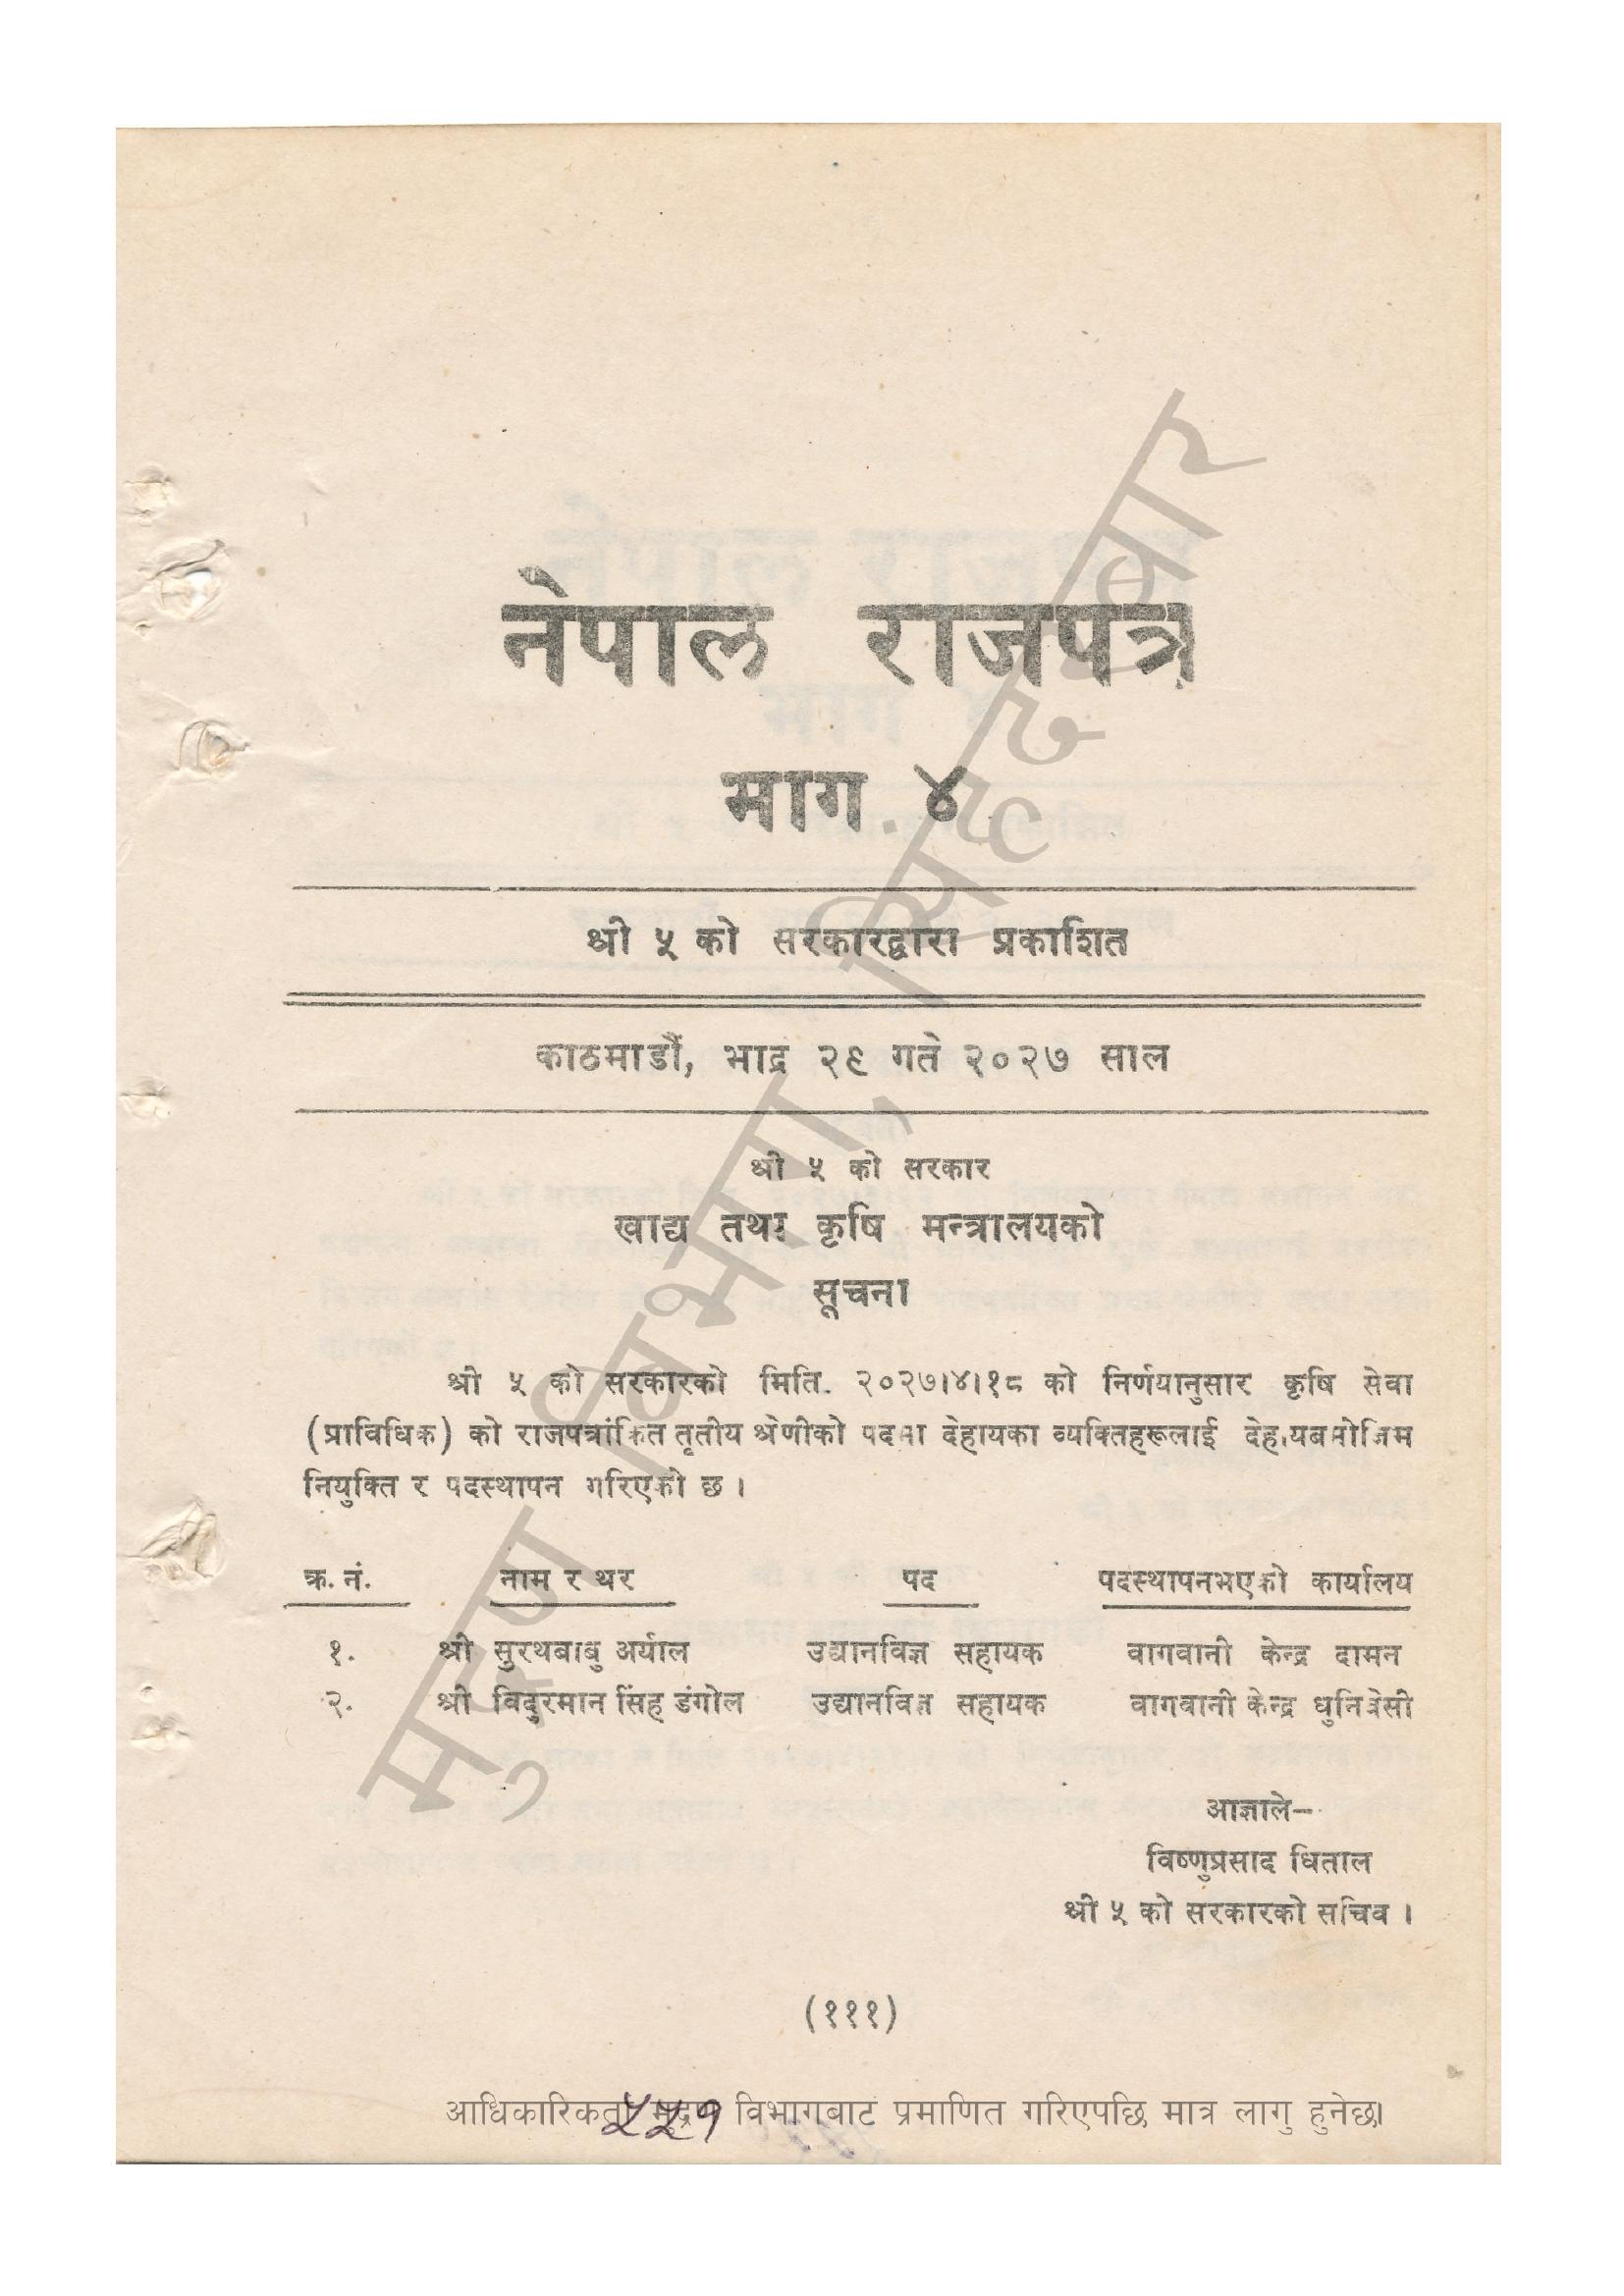 नेपाल राजपत्र
भाग ४
श्री ५ को सरकारद्वारा प्रकाशित
काठमाडौं, भाद्र २९ गते २०२७ साल
श्री ५ को सरकार
खाद्य तथा कृषि मन्त्रालयको
सूचना
श्री ५ को सरकारको मिति २०२७।४।१८ को निर्णयानुसार कृषि सेवा
(प्राविधिक) को राजपत्रांकित तृतीय श्रेणीको पदमा देहायका व्यक्तिहरूलाई देहायबमोजिम
नियुक्ति र पदस्थापन गरिएको छ ।
क्र. नं. नाम र थर पद पदस्थापनभएको कार्यालय
१. श्री सुरथबाबु अर्याल उद्यानविज्ञ सहायक वागवानी केन्द्र दामन
२. श्री विदुरमान सिंह डंगोल उद्यानविज्ञ सहायक वागवानी केन्द्र धुनिवेसी
आज्ञाले–
विष्णुप्रसाद धिताल
श्री ५ को सरकारको सचिव ।
(१११)
५५१
आधिकारिकता मुद्रण विभागबाट प्रमाणित गरिएपछि मात्र लागु हुनेछ।
मुद्रण विभाग, सिंहदरबार